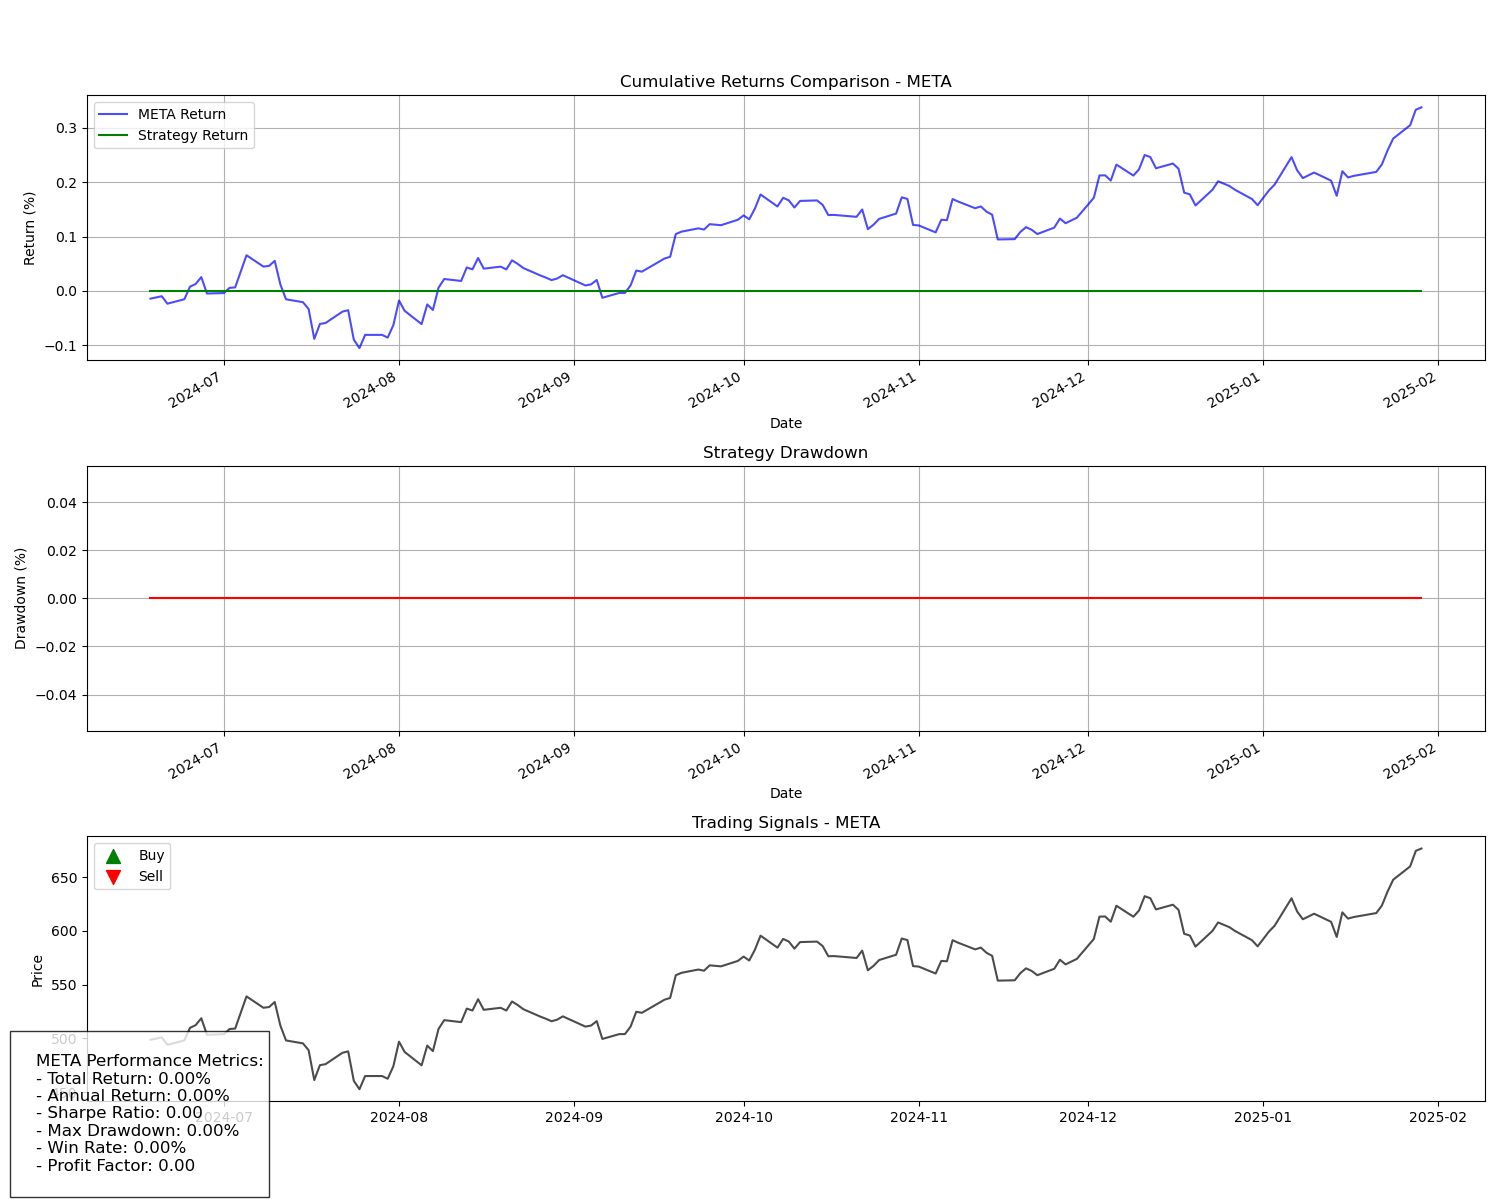 Cumulative Returns Comparison - META
META Return
Strategy Return
Return (%)
0.3
0.2
0.1
0.0
−0.1
2024-07 2024-08 2024-09 2024-10 2024-11 2024-12 2025-01 2025-02
Date
Strategy Drawdown
Drawdown (%)
0.04
0.02
0.00
−0.02
−0.04
2024-07 2024-08 2024-09 2024-10 2024-11 2024-12 2025-01 2025-02
Date
Trading Signals - META
Buy
Sell
Price
650
600
550
500
2024-07 2024-08 2024-09 2024-10 2024-11 2024-12 2025-01 2025-02
META Performance Metrics:
- Total Return: 0.00%
- Annual Return: 0.00%
- Sharpe Ratio: 0.00
- Max Drawdown: 0.00%
- Win Rate: 0.00%
- Profit Factor: 0.00